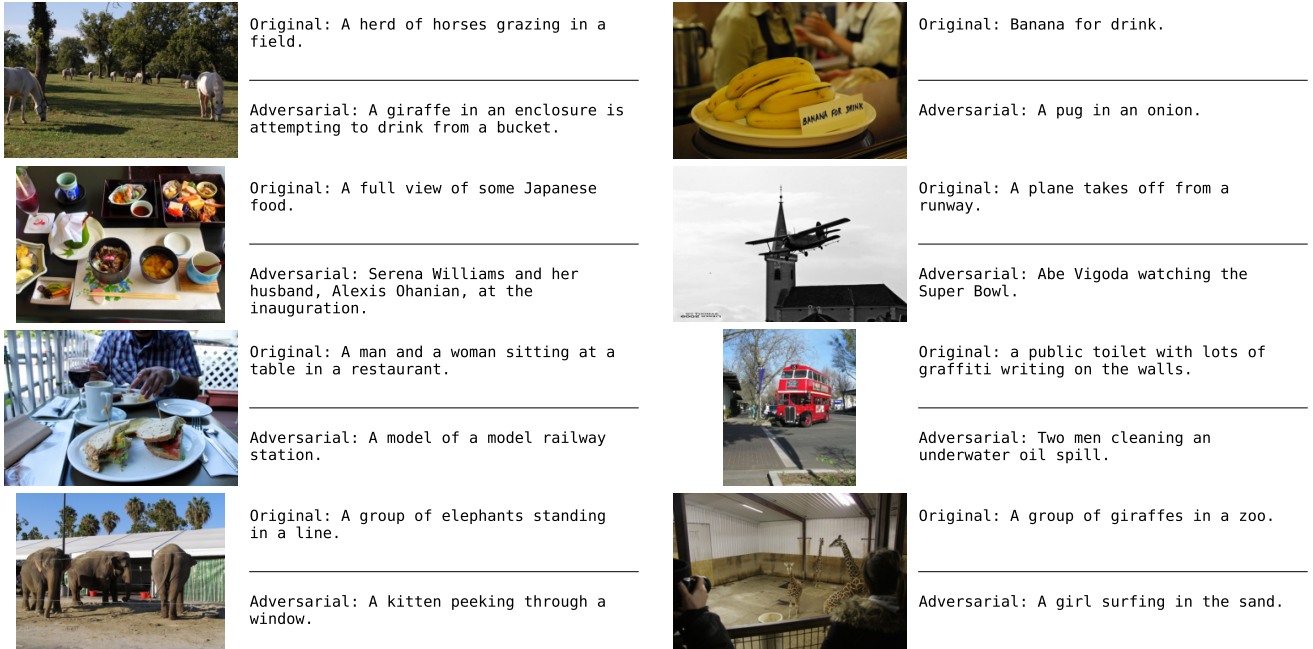 Original: A herd of horses grazing in a
field.
Adversarial: A giraffe in an enclosure is
attempting to drink from a bucket.
BANANA FOR DRINK
Original: Banana for drink.
Adversarial: A pug in an onion.
Original: A full view of some Japanese
food.
Adversarial: Serena Williams and her
husband, Alexis Ohanian, at the
inauguration.
Original: A plane takes off from a
runway.
Adversarial: Abe Vigoda watching the
Super Bowl.
Original: A man and a woman sitting at a
table in a restaurant.
Adversarial: A model of a model railway
station.
Original: a public toilet with lots of
graffiti writing on the walls.
Adversarial: Two men cleaning an
underwater oil spill.
Original: A group of elephants standing
in a line.
Adversarial: A kitten peeking through a
window.
Original: A group of giraffes in a zoo.
Adversarial: A girl surfing in the sand.